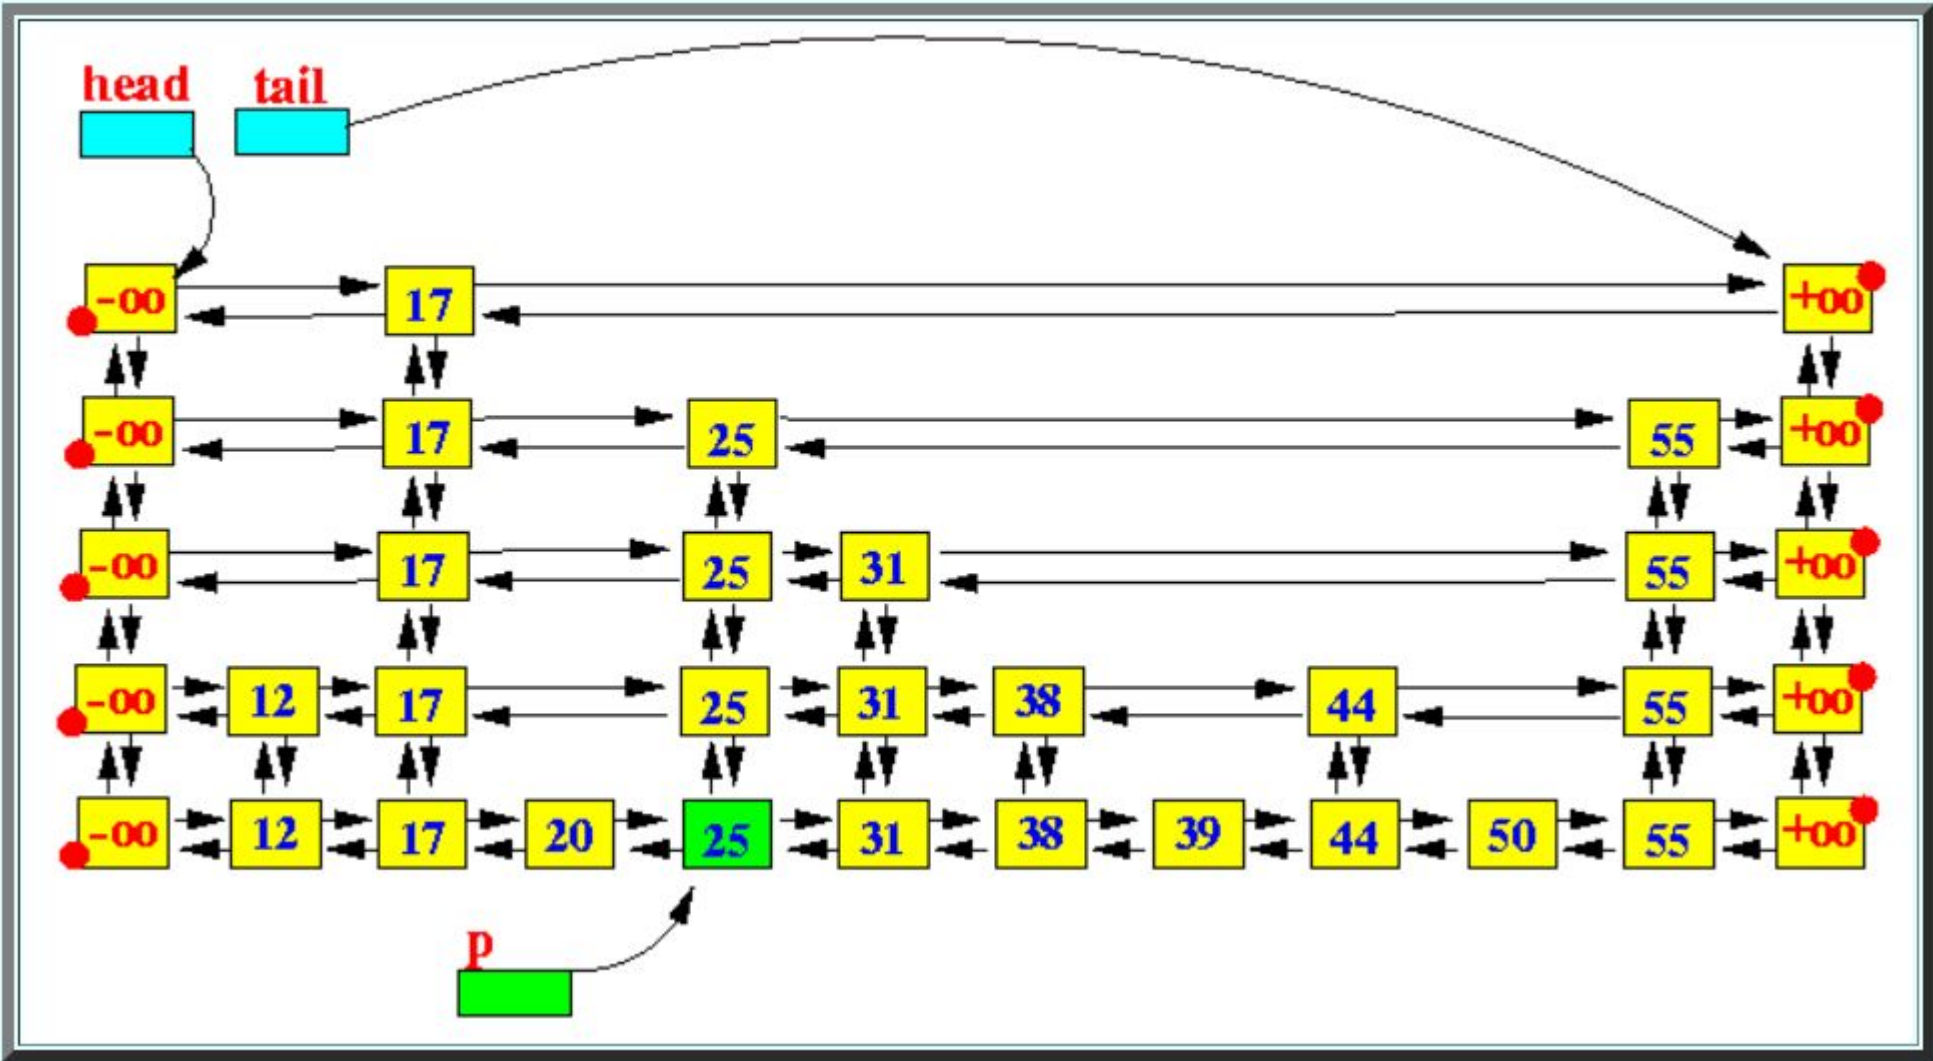 head tail
-oo 17 +oo
-oo 17 25 55 +oo
-oo 17 25 31 55 +oo
-oo 12 17 25 31 38 44 55 +oo
-oo 12 17 20 25 31 38 39 44 50 55 +oo
p